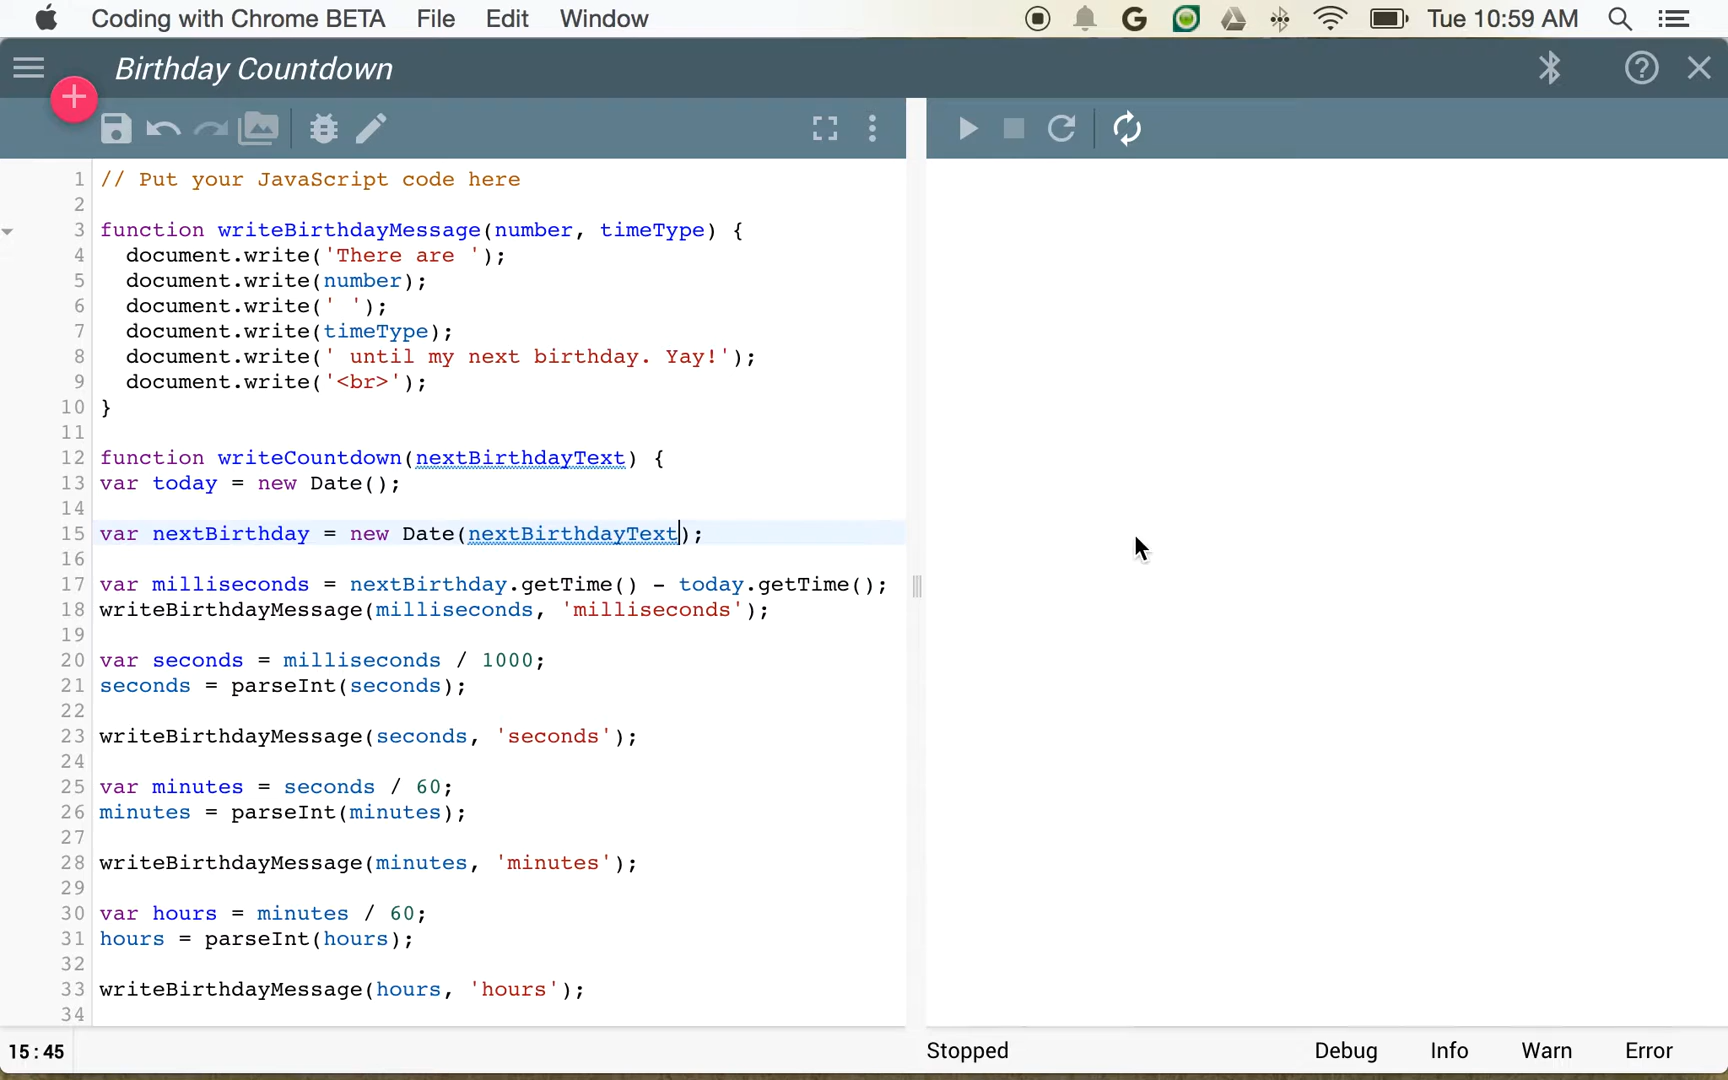 Coding with Chrome BETA File Edit Window Tue 10:59 AM
Birthday Countdown
1 // Put your JavaScript code here
2
3 function writeBirthdayMessage(number, timeType) {
4 document.write('There are ');
5 document.write(number);
6 document.write(' ');
7 document.write(timeType);
8 document.write(' until my next birthday. Yay!');
9 document.write('<br>');
10 }
11
12 function writeCountdown(nextBirthdayText) {
13 var today = new Date();
14
15 var nextBirthday = new Date(nextBirthdayText);
16
17 var milliseconds = nextBirthday.getTime() - today.getTime();
18 writeBirthdayMessage(milliseconds, 'milliseconds');
19
20 var seconds = milliseconds / 1000;
21 seconds = parseInt(seconds);
22
23 writeBirthdayMessage(seconds, 'seconds');
24
25 var minutes = seconds / 60;
26 minutes = parseInt(minutes);
27
28 writeBirthdayMessage(minutes, 'minutes');
29
30 var hours = minutes / 60;
31 hours = parseInt(hours);
32
33 writeBirthdayMessage(hours, 'hours');
34
15:45 Stopped Debug Info Warn Error